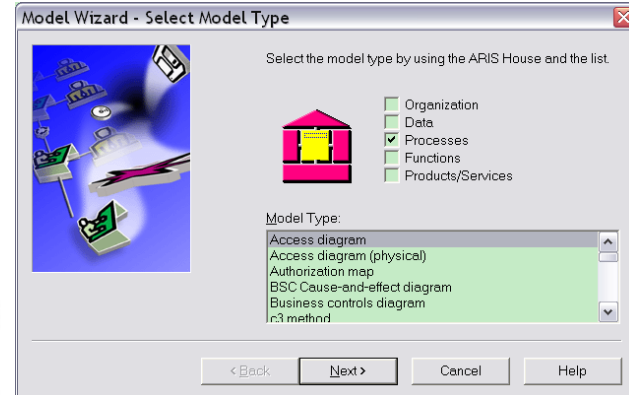 Model Wizard - Select Model Type
Select the model type by using the ARIS House and the list.
Organization
Data
Processes
Functions
Products/Services
Model Type:
Access diagram
Access diagram (physical)
Authorization map
BSC Cause-and-effect diagram
Business controls diagram
c3 method
< Back
Next >
Cancel
Help